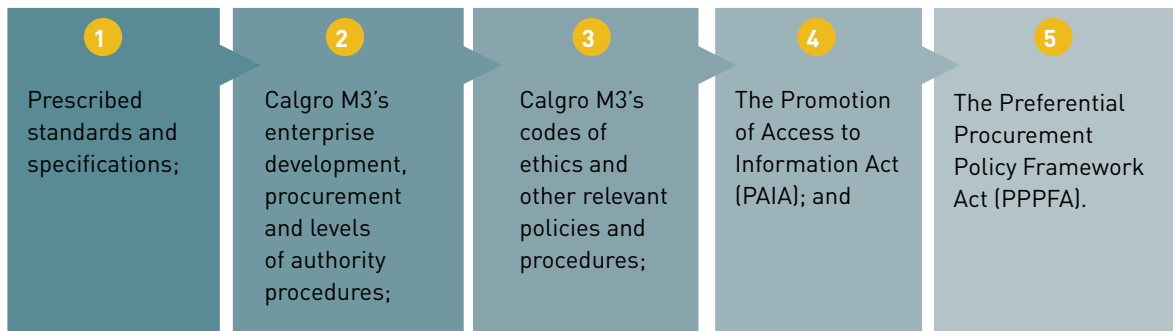 1
Prescribed
standards and
specifications;
2
Calgro M3’s
enterprise
development,
procurement
and levels
of authority
procedures;
3
Calgro M3’s
codes of
ethics and
other relevant
policies and
procedures;
4
The Promotion
of Access to
Information Act
(PAIA); and
5
The Preferential
Procurement
Policy Framework
Act (PPPFA).